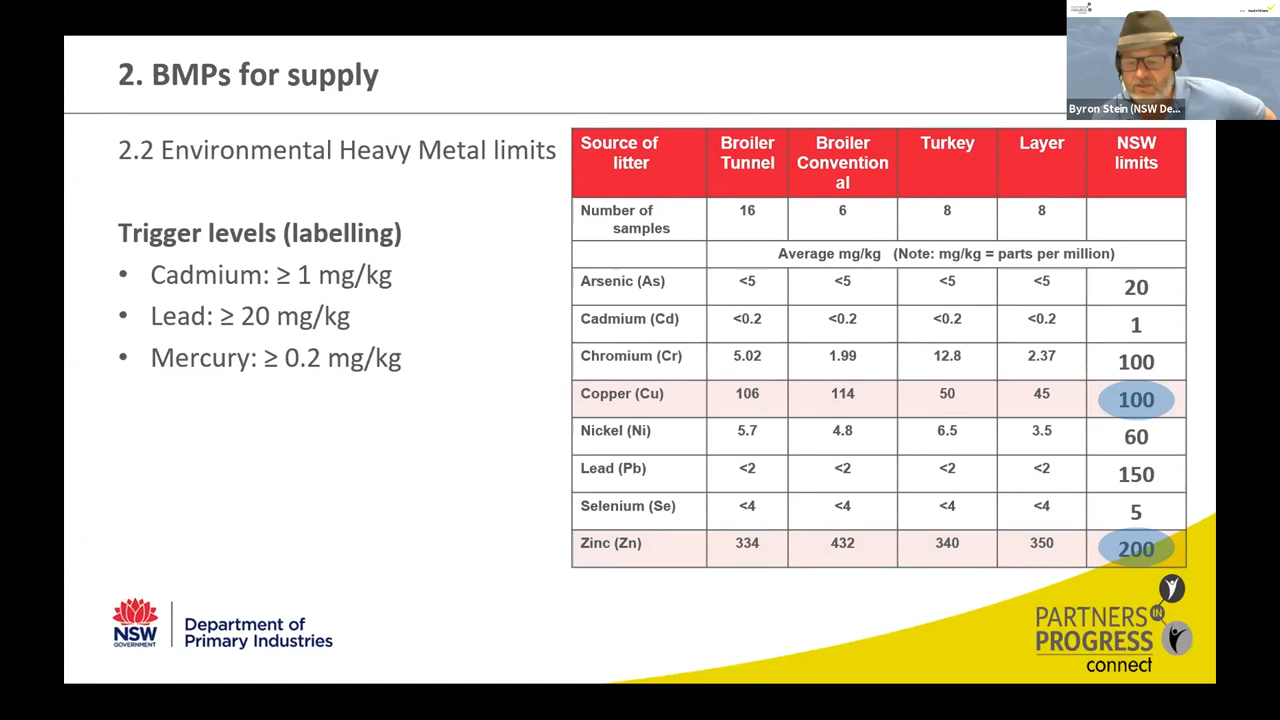 2. BMPs for supply
Byron Stein (NSW De...
2.2 Environmental Heavy Metal limits
Trigger levels (labelling)
• Cadmium: ≥ 1 mg/kg
• Lead: ≥ 20 mg/kg
• Mercury: ≥ 0.2 mg/kg
Source of litter Broiler Tunnel Broiler Conventional Turkey Layer NSW limits
Number of samples 16 6 8 8
Average mg/kg (Note: mg/kg = parts per million)
Arsenic (As) <5 <5 <5 <5 20
Cadmium (Cd) <0.2 <0.2 <0.2 <0.2 1
Chromium (Cr) 5.02 1.99 12.8 2.37 100
Copper (Cu) 106 114 50 45 100
Nickel (Ni) 5.7 4.8 6.5 3.5 60
Lead (Pb) <2 <2 <2 <2 150
Selenium (Se) <4 <4 <4 <4 5
Zinc (Zn) 334 432 340 350 200
NSW
GOVERNMENT
Department of
Primary Industries
PARTNERS
IN
PROGRESS
connect